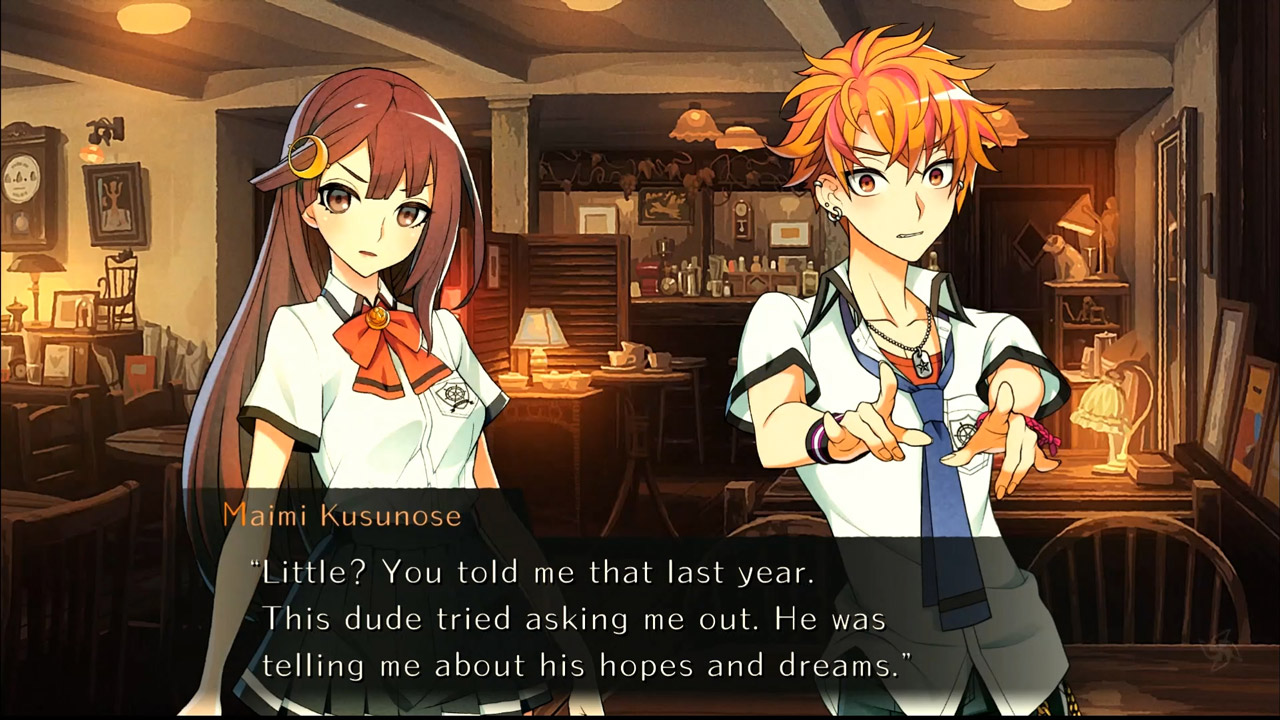 Maimi Kusunose
“Little? You told me that last year.
This dude tried asking me out. He was
telling me about his hopes and dreams.”